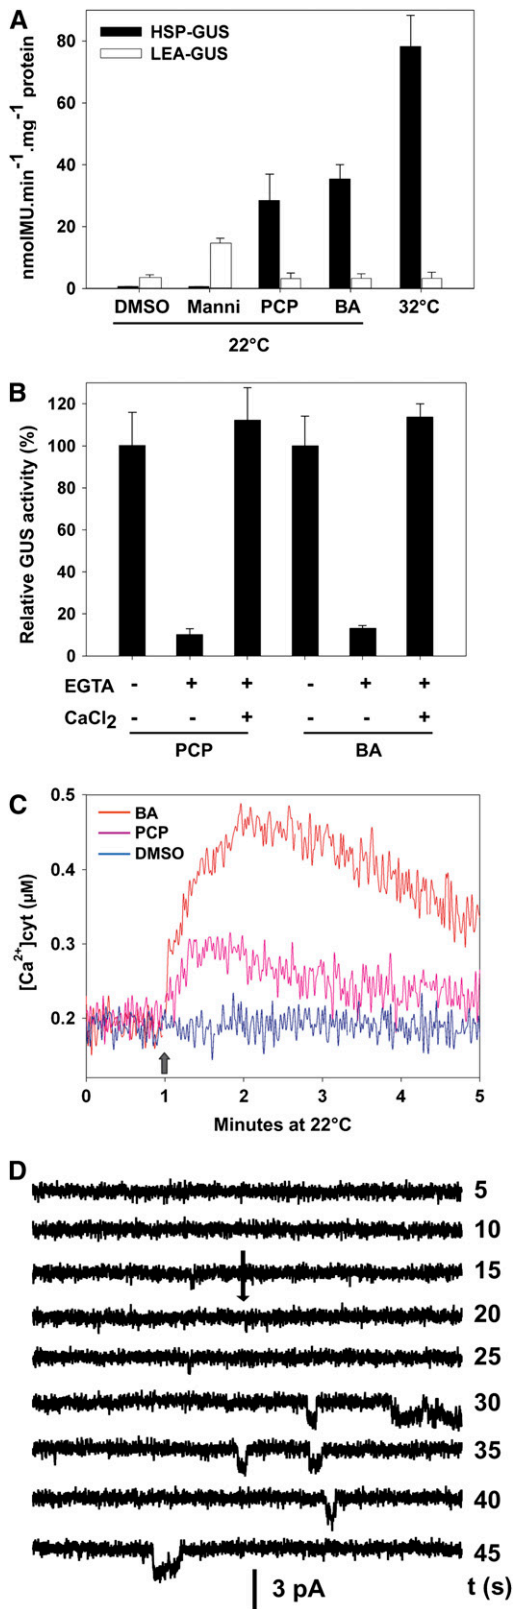 A
HSP-GUS
LEA-GUS
nmolMU.min⁻¹.mg⁻¹ protein
80
60
40
20
0
DMSO Manni PCP BA 32°C
22°C
B
Relative GUS activity (%)
120
100
80
60
40
20
0
EGTA - + + - + +
CaCl₂ - - + - - +
PCP BA
C
BA
PCP
DMSO
[Ca²⁺]cyt (µM)
0.5
0.4
0.3
0.2
0 1 2 3 4 5
Minutes at 22°C
D
5
10
15
20
25
30
35
40
45
3 pA t (s)